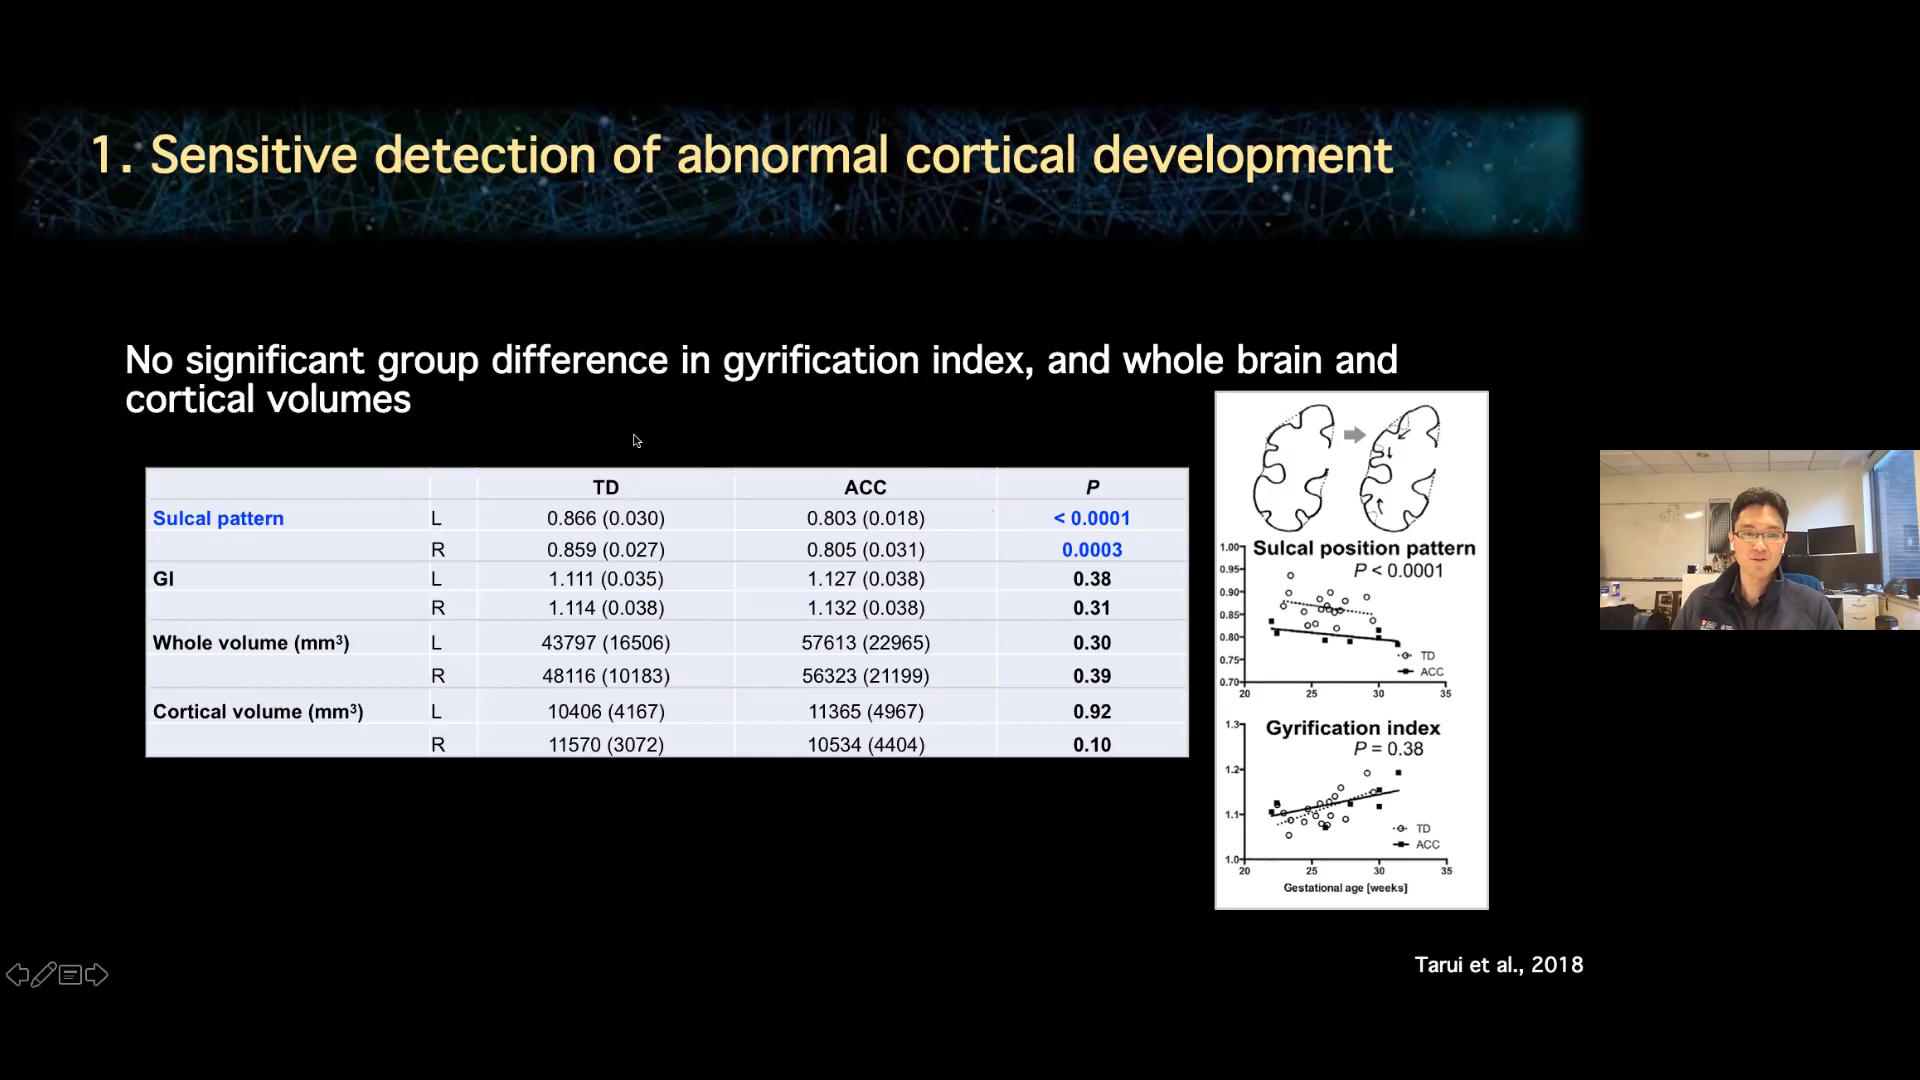 1. Sensitive detection of abnormal cortical development
No significant group difference in gyrification index, and whole brain and
cortical volumes
TD ACC P
Sulcal pattern L 0.866 (0.030) 0.803 (0.018) < 0.0001
R 0.859 (0.027) 0.805 (0.031) 0.0003
GI L 1.111 (0.035) 1.127 (0.038) 0.38
R 1.114 (0.038) 1.132 (0.038) 0.31
Whole volume (mm³) L 43797 (16506) 57613 (22965) 0.30
R 48116 (10183) 56323 (21199) 0.39
Cortical volume (mm³) L 10406 (4167) 11365 (4967) 0.92
R 11570 (3072) 10534 (4404) 0.10
Sulcal position pattern
P < 0.0001
1.00
0.95
0.90
0.85
0.80
0.75
0.70
TD
ACC
20 25 30 35
Gyrification index
P = 0.38
1.3
1.2
1.1
1.0
TD
ACC
20 25 30 35
Gestational age [weeks]
Tarui et al., 2018